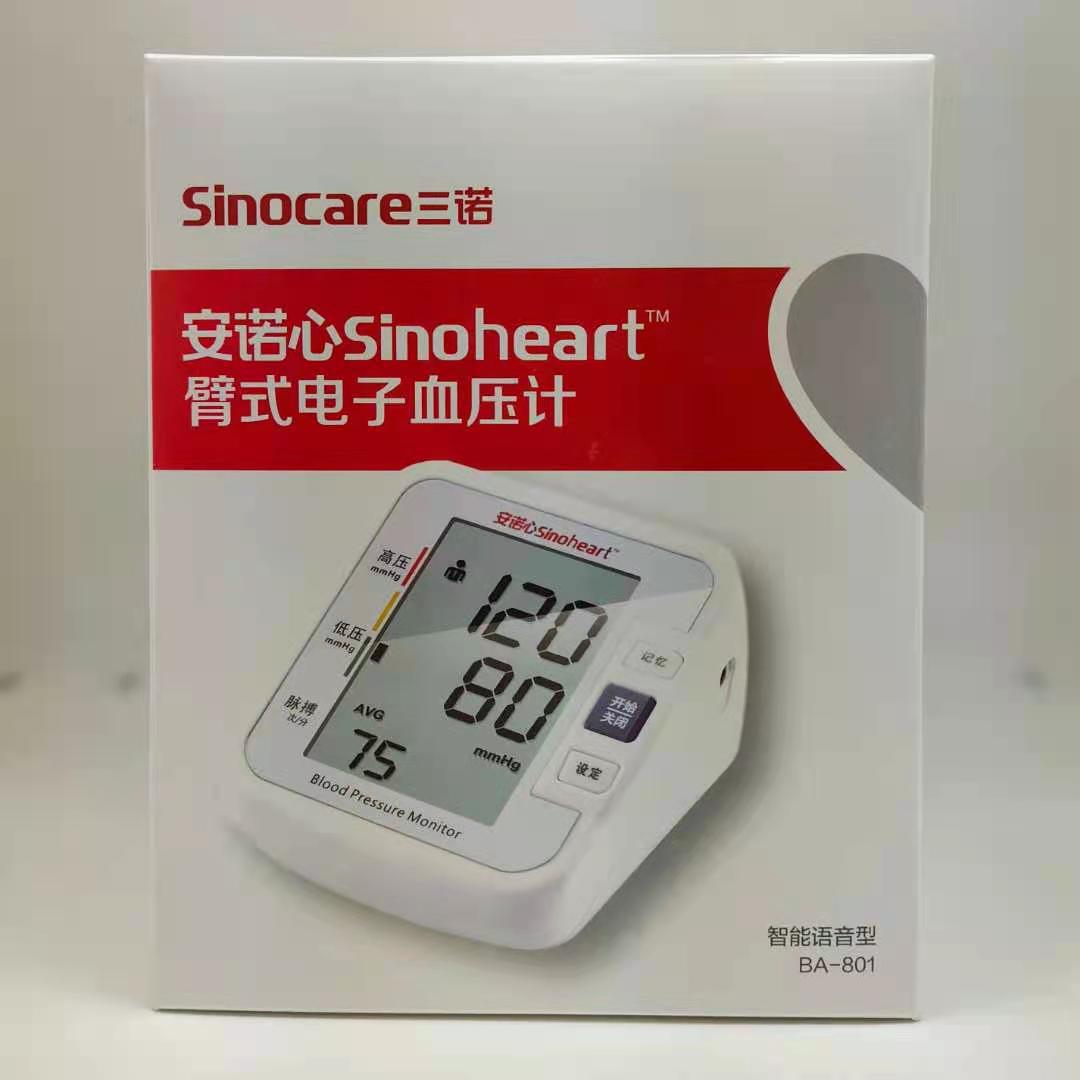 Sinocare三诺
安诺心Sinoheart™
臂式电子血压计
安诺心Sinoheart™
高压
mmHg
120
低压
mmHg
80
mmHg
脉搏
次/分
AVG
75
记忆
开始
关闭
设定
Blood Pressure Monitor
智能语音型
BA-801